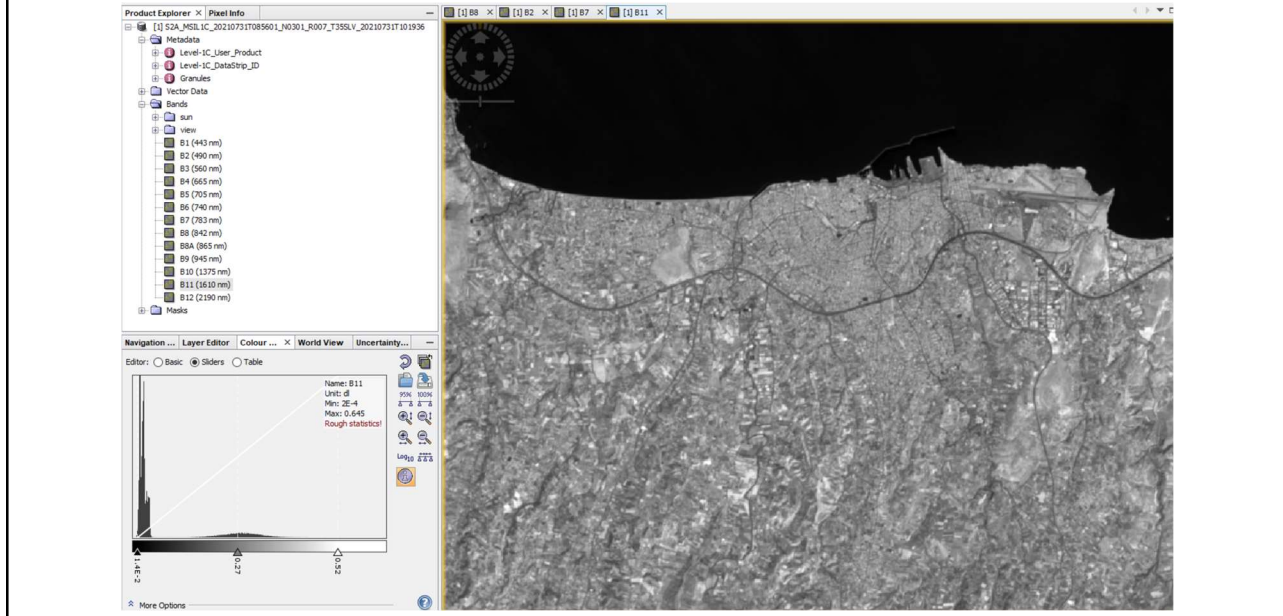 Product Explorer × Pixel Info
[1] S2A_MSIL1C_20210731T085601_N0301_R007_T35SLV_20210731T101936
Metadata
Level-1C_User_Product
Level-1C_DataStrip_ID
Granules
Vector Data
Bands
sun
view
B1 (443 nm)
B2 (490 nm)
B3 (560 nm)
B4 (665 nm)
B5 (705 nm)
B6 (740 nm)
B7 (783 nm)
B8 (842 nm)
B8A (865 nm)
B9 (945 nm)
B10 (1375 nm)
B11 (1610 nm)
B12 (2190 nm)
Masks
[1] B8 × [1] B2 × [1] B7 × [1] B11 ×
Navigation ... Layer Editor Colour ... × World View Uncertainty...
Editor: Basic Sliders Table
Name: B11
Unit: dl
Min: 2E-4
Max: 0.645
Rough statistics!
95% 100%
Log10
1.4E-2
0.27
0.52
More Options